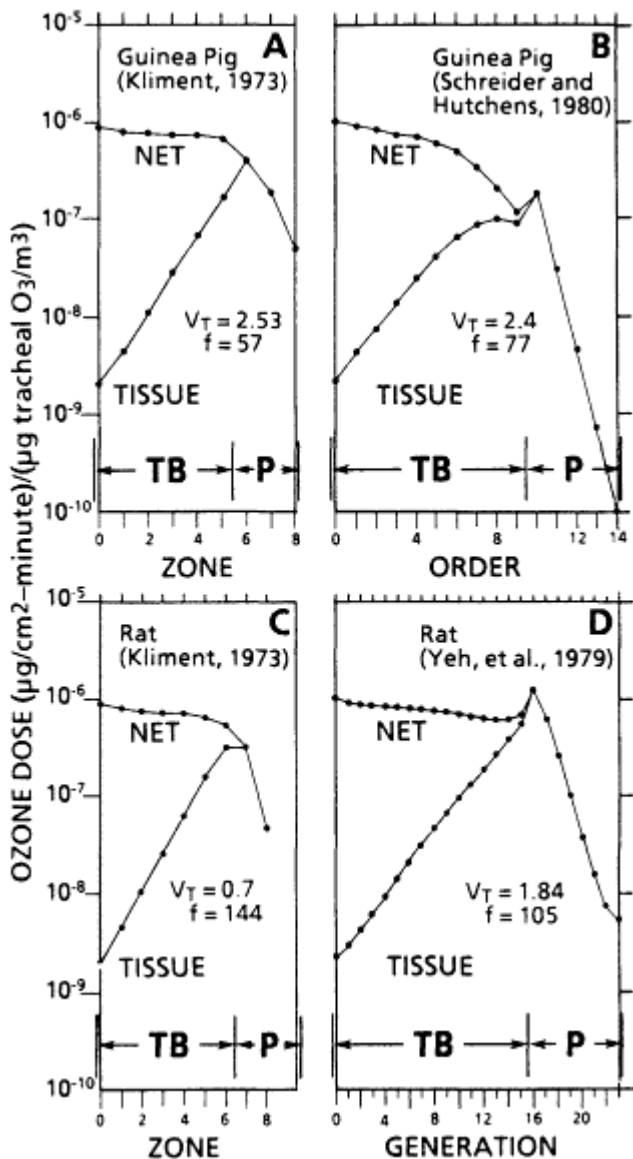 OZONE DOSE (μg/cm2–minute)/(μg tracheal O₃/m³)
10⁻⁵
10⁻⁶
10⁻⁷
10⁻⁸
10⁻⁹
10⁻¹⁰
A
Guinea Pig
(Kliment, 1973)
NET
V_T = 2.53
f = 57
TISSUE
TB P
0 2 4 6 8
ZONE
B
Guinea Pig
(Schreider and
Hutchens, 1980)
NET
V_T = 2.4
f = 77
TISSUE
TB P
0 4 8 12 14
ORDER
10⁻⁵
10⁻⁶
10⁻⁷
10⁻⁸
10⁻⁹
10⁻¹⁰
C
Rat
(Kliment, 1973)
NET
V_T = 0.7
f = 144
TISSUE
TB P
0 2 4 6 8
ZONE
D
Rat
(Yeh, et al., 1979)
NET
V_T = 1.84
f = 105
TISSUE
TB P
0 4 8 12 16 20
GENERATION